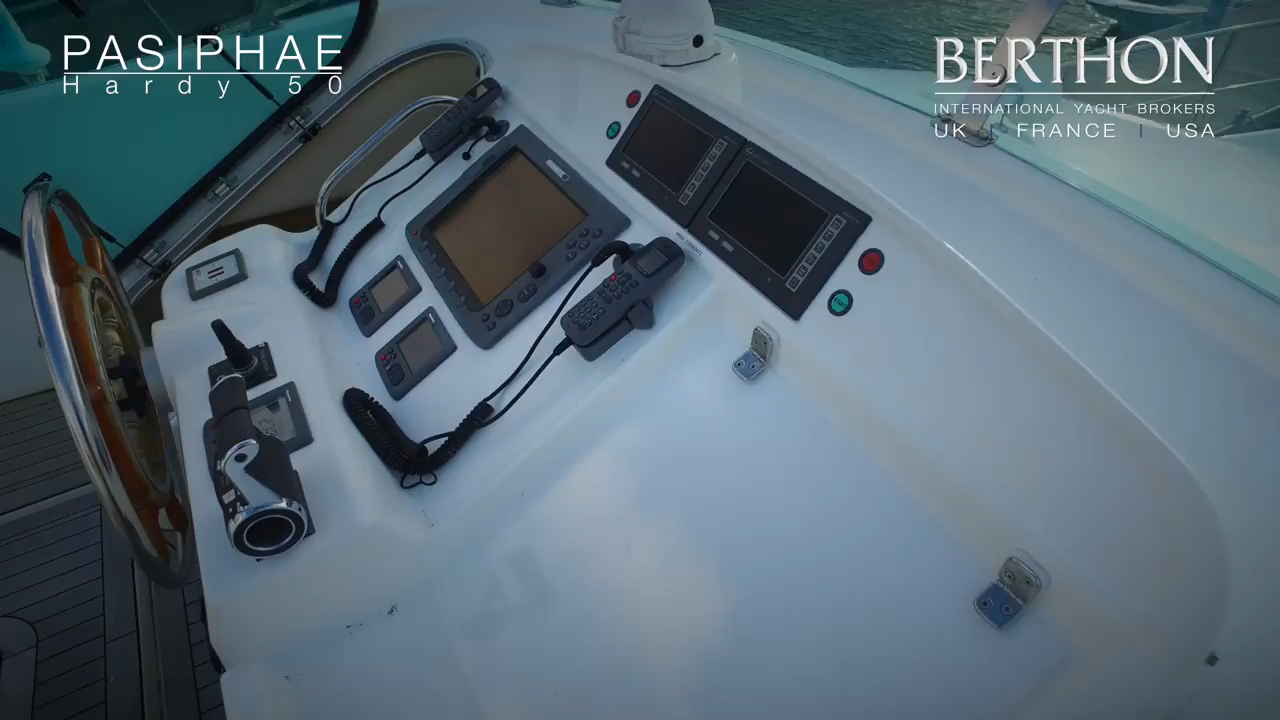 PASIPHAE
Hardy 50
BERTHON
INTERNATIONAL YACHT BROKERS
UK | FRANCE | USA